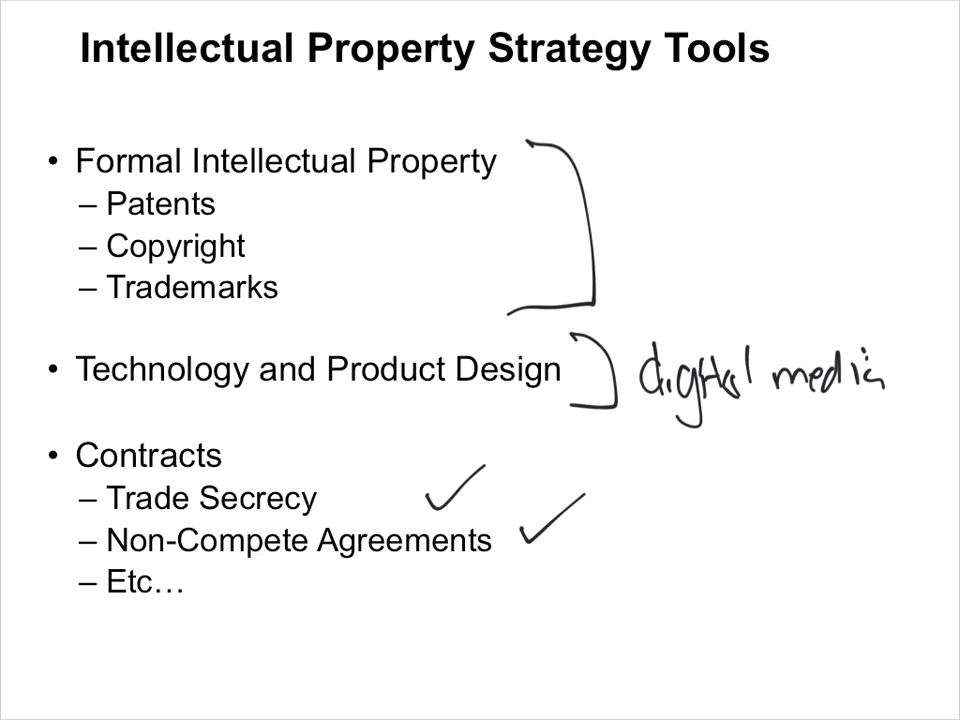 Intellectual Property Strategy Tools
• Formal Intellectual Property
– Patents
– Copyright
– Trademarks
• Technology and Product Design
digital media
• Contracts
– Trade Secrecy
– Non-Compete Agreements
– Etc…